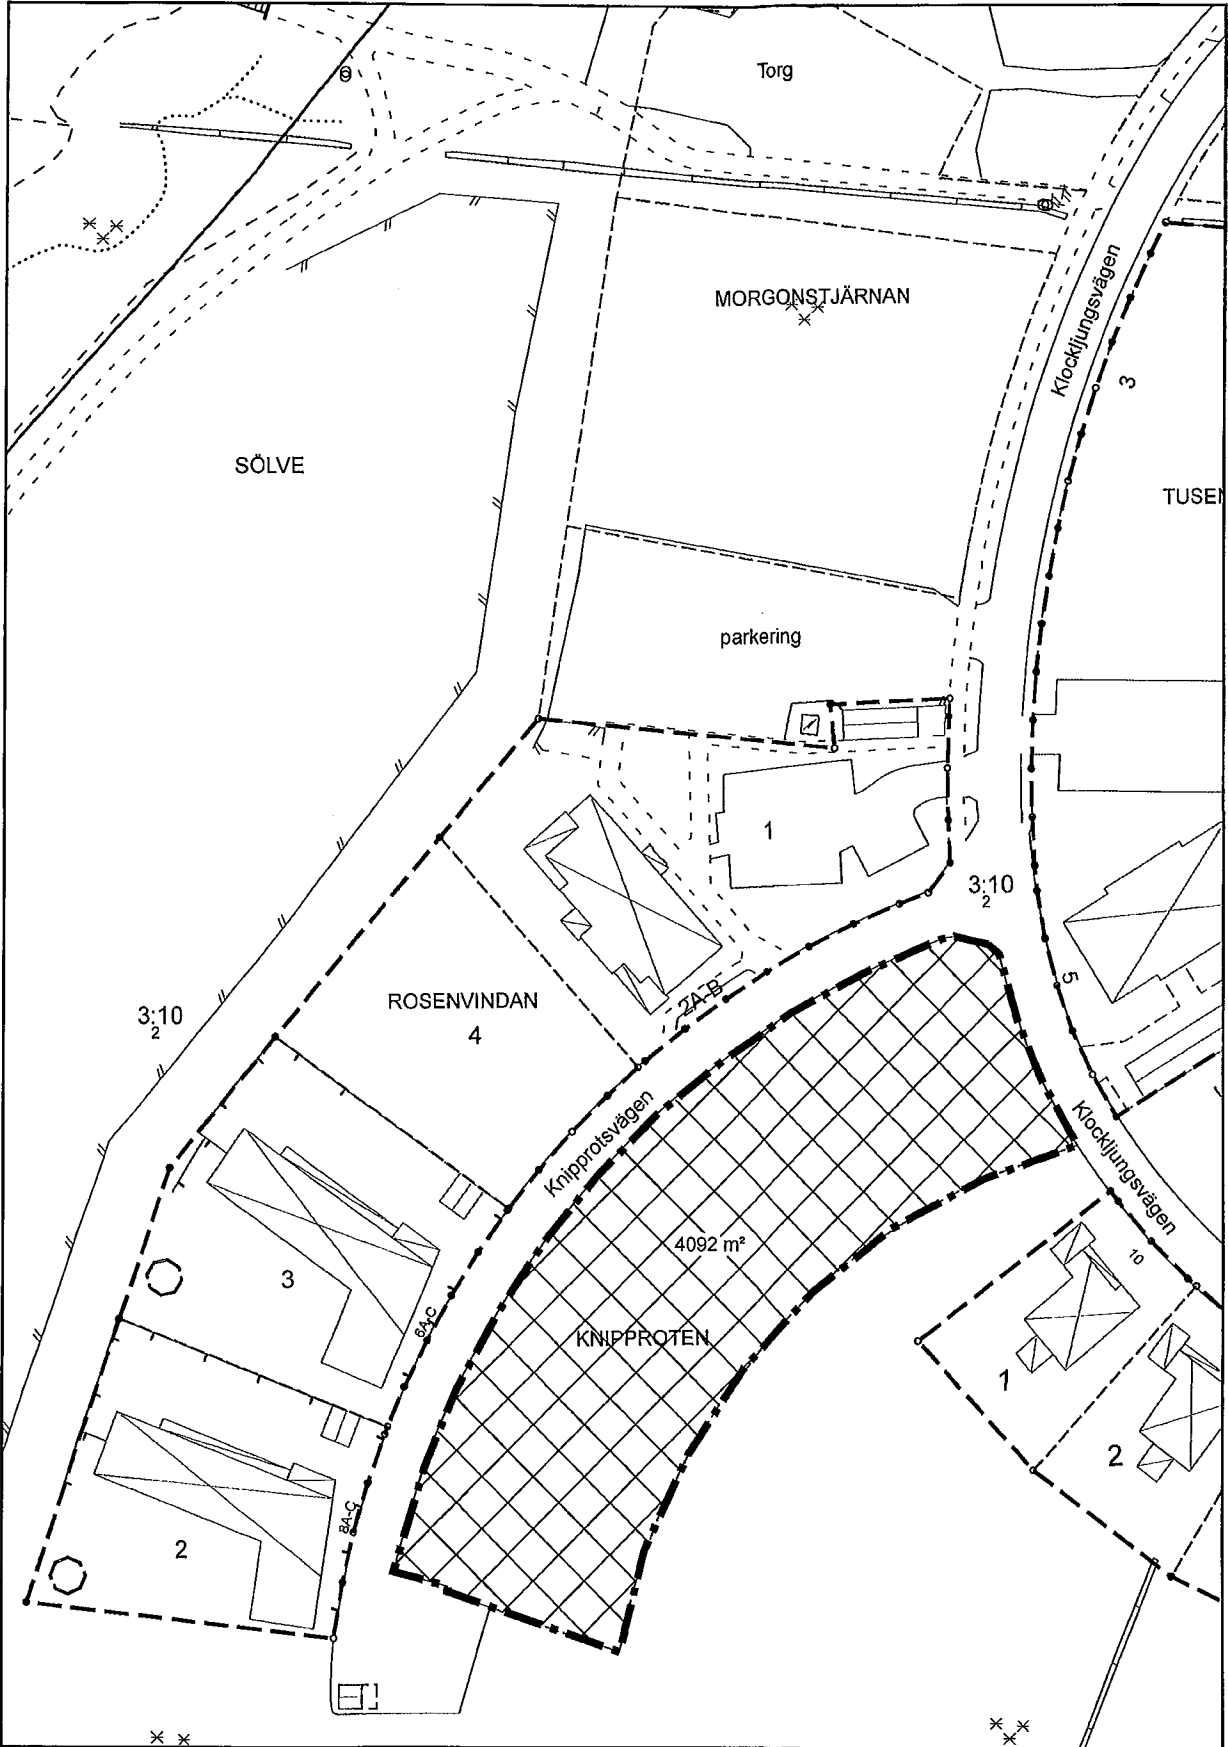 Torg
MORGONSTJÄRNAN
Klockljungsvägen
3
SÖLVE
TUSEN
parkering
1
3:10
2
5
2A-B
ROSENVINDAN
4
3:10
2
Knipprotsvägen
Klockljungsvägen
4092 m²
10
3
6A-C
KNIPPROTEN
1
2
8A-C
2